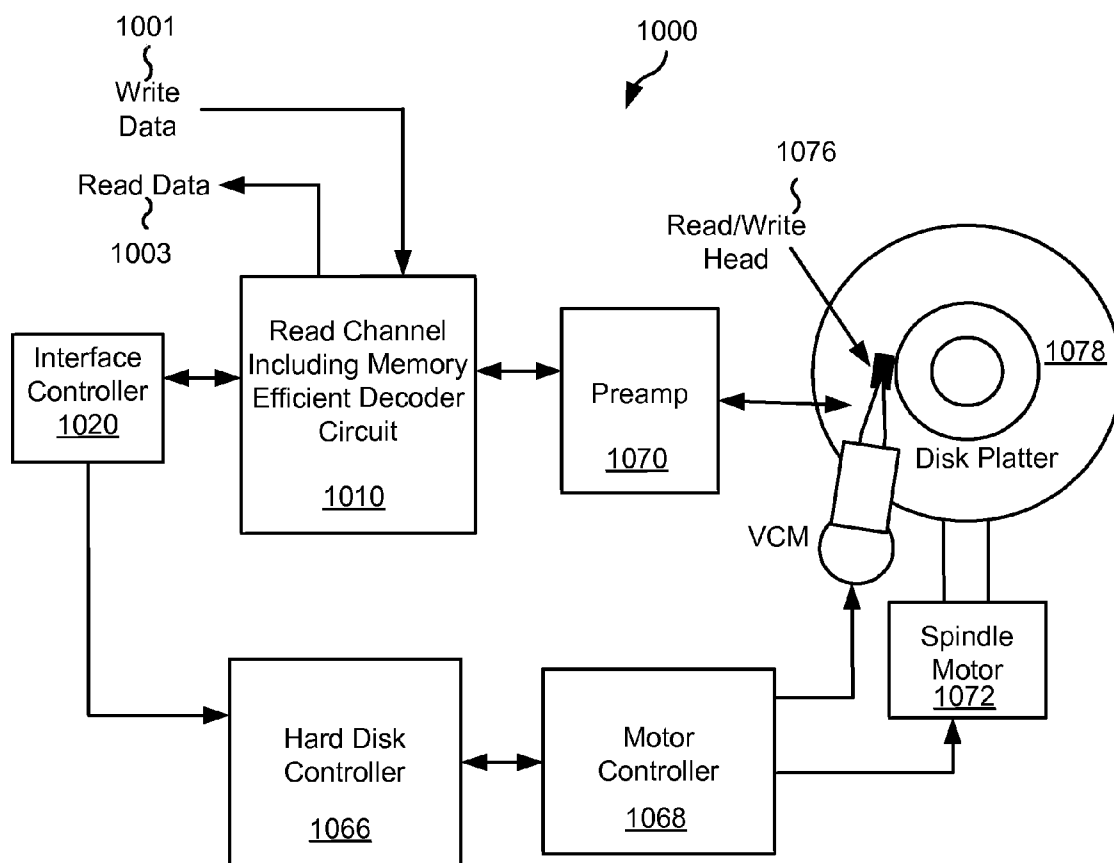 1001
Write
Data
1000
Read Data
1003
1076
Read/Write
Head
Interface
Controller
1020
Read Channel
Including Memory
Efficient Decoder
Circuit
1010
Preamp
1070
1078
Disk Platter
VCM
Spindle
Motor
1072
Hard Disk
Controller
1066
Motor
Controller
1068